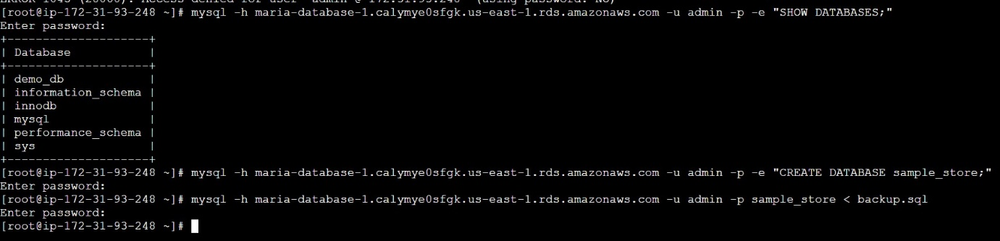 (using password: NO)
[root@ip-172-31-93-248 ~]# mysql -h maria-database-1.calymye0sfgk.us-east-1.rds.amazonaws.com -u admin -p -e "SHOW DATABASES;"
Enter password:
+--------------------+
| Database           |
+--------------------+
| demo_db            |
| information_schema |
| innodb             |
| mysql              |
| performance_schema |
| sys                |
+--------------------+
[root@ip-172-31-93-248 ~]# mysql -h maria-database-1.calymye0sfgk.us-east-1.rds.amazonaws.com -u admin -p -e "CREATE DATABASE sample_store;"
Enter password:
[root@ip-172-31-93-248 ~]# mysql -h maria-database-1.calymye0sfgk.us-east-1.rds.amazonaws.com -u admin -p sample_store < backup.sql
Enter password:
[root@ip-172-31-93-248 ~]#